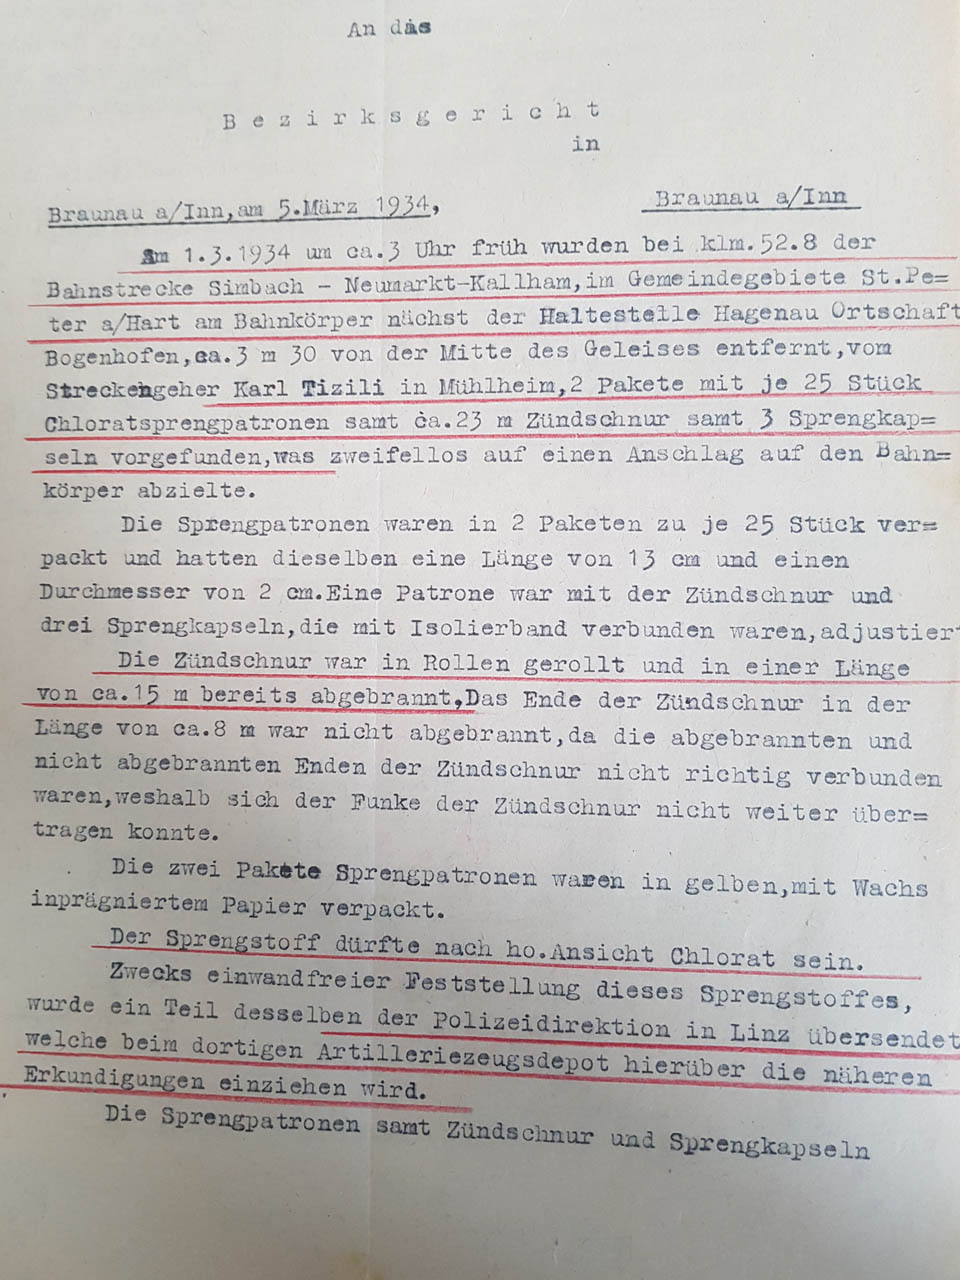 An das
Bezirksgericht
in
Braunau a/Inn,am 5.März 1934, Braunau a/Inn
Am 1.3.1934 um ca.3 Uhr früh wurden bei klm.52.8 der
Bahnstrecke Simbach - Neumarkt-Kallham,im Gemeindegebiete St.Pe=
ter a/Hart am Bahnkörper nächst der Haltestelle Hagenau Ortschaft
Bogenhofen,ca.3 m 30 von der Mitte des Geleises entfernt,vom
Streckengeher Karl Tizili in Mühlheim,2 Pakete mit je 25 Stück
Chloratsprengpatronen samt ca.23 m Zündschnur samt 3 Sprengkap=
seln vorgefunden,was zweifellos auf einen Anschlag auf den Bahn=
körper abzielte.
Die Sprengpatronen waren in 2 Paketen zu je 25 Stück ver=
packt und hatten dieselben eine Länge von 13 cm und einen
Durchmesser von 2 cm.Eine Patrone war mit der Zündschnur und
drei Sprengkapseln,die mit Isolierband verbunden waren,adjustiert
Die Zündschnur war in Rollen gerollt und in einer Länge
von ca.15 m bereits abgebrannt,Das Ende der Zündschnur in der
Länge von ca.8 m war nicht abgebrannt,da die abgebrannten und
nicht abgebrannten Enden der Zündschnur nicht richtig verbunden
waren,weshalb sich der Funke der Zündschnur nicht weiter über=
tragen konnte.
Die zwei Pakete Sprengpatronen waren in gelben,mit Wachs
inprägniertem Papier verpackt.
Der Sprengstoff dürfte nach ho.Ansicht Chlorat sein.
Zwecks einwandfreier Feststellung dieses Sprengstoffes,
wurde ein Teil desselben der Polizeidirektion in Linz übersendet
welche beim dortigen Artilleriezeugsdepot hierüber die näheren
Erkundigungen einziehen wird.
Die Sprengpatronen samt Zündschnur und Sprengkapseln